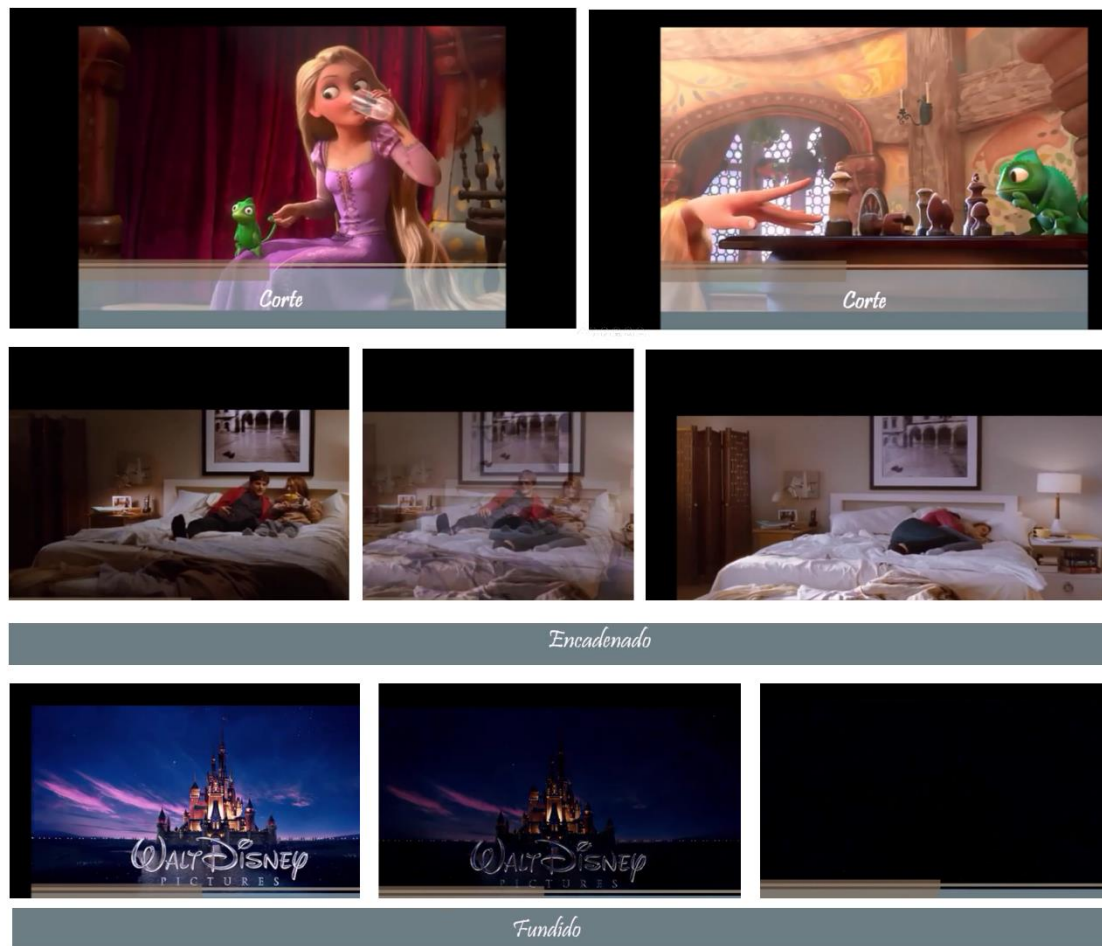 Corte
Corte
Encadenado
WALT DISNEY
PICTURES
WALT DISNEY
PICTURES
Fundido